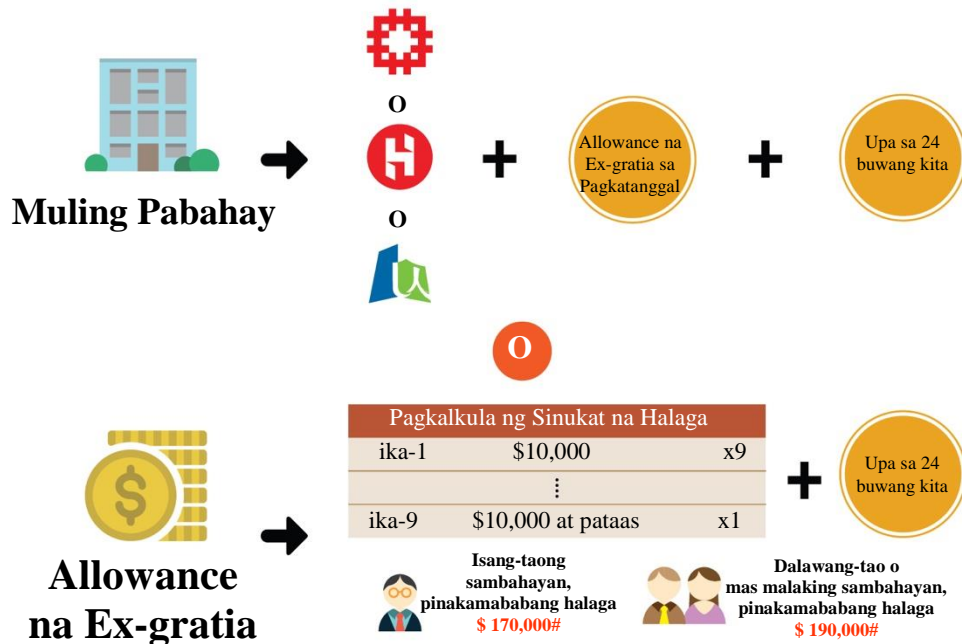 O
Allowance na
Ex-gratia sa
Pagkatanggal
Upa sa 24
buwang kita
Muling Pabahay
O
O
Pagkalkula ng Sinukat na Halaga
ika-1 $10,000 x9
⋮
ika-9 $10,000 at pataas x1
Upa sa 24
buwang kita
Allowance
na Ex-gratia
Isang-taong
sambahayan,
pinakamababang halaga
$ 170,000#
Dalawang-tao o
mas malaking sambahayan,
pinakamababang halaga
$ 190,000#